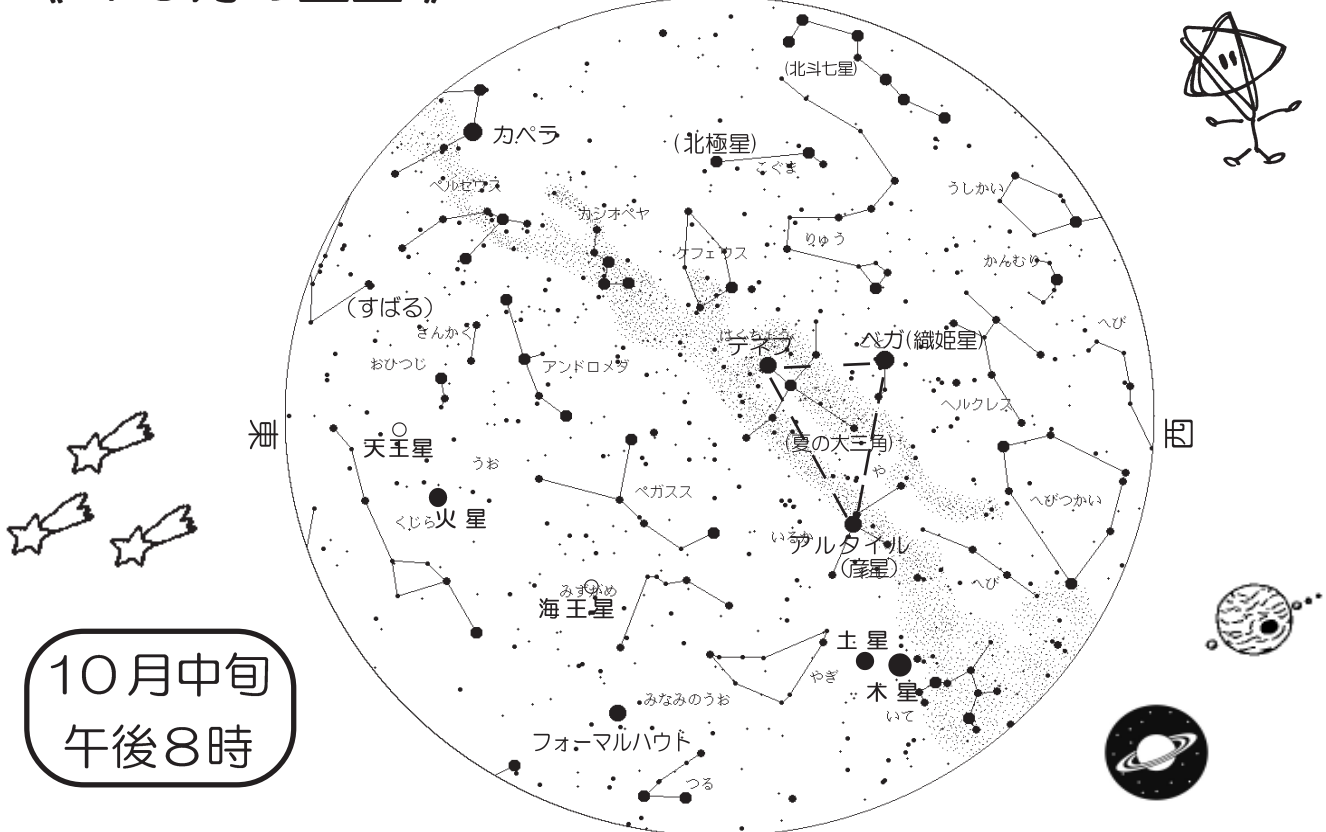 (北斗七星)
カペラ
(北極星)
こぐま
ペルセウス
うしかい
カシオペヤ
りゅう
ケフェウス
かんむり
(すばる)
さんかく
へび
はくちょう
デネブ
ベガ(織姫星)
おひつじ
アンドロメダ
ヘルクレス
東
西
天王星
(夏の大三角)
うお
や
ペガスス
へびつかい
くじら
火星
いるか
アルタイル
(彦星)
へび
みずがめ
海王星
土星
やぎ
木星
みなみのうお
いて
フォーマルハウト
つる
10月中旬
午後8時